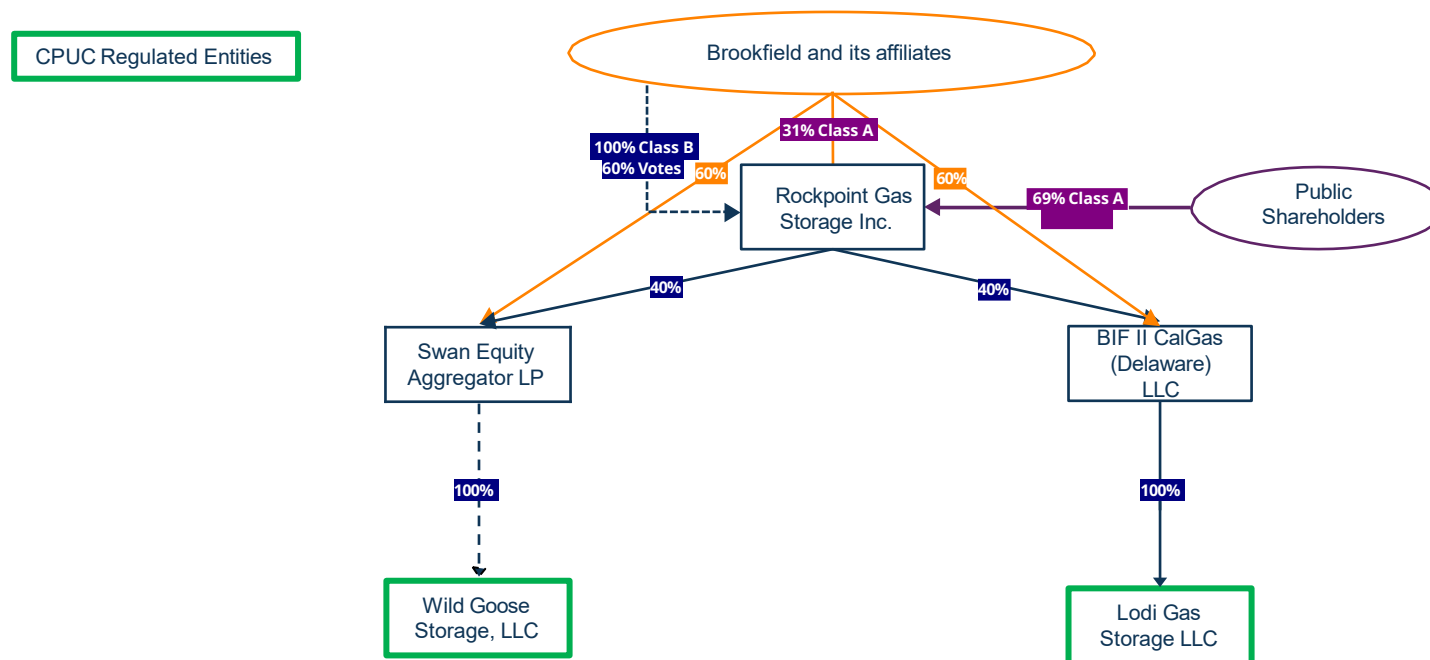 CPUC Regulated Entities
Brookfield and its affiliates
31% Class A
100% Class B
60% Votes
60%
60%
Rockpoint Gas
Storage Inc.
69% Class A
Public
Shareholders
40%
40%
Swan Equity
Aggregator LP
BIF II CalGas
(Delaware)
LLC
100%
100%
Wild Goose
Storage, LLC
Lodi Gas
Storage LLC